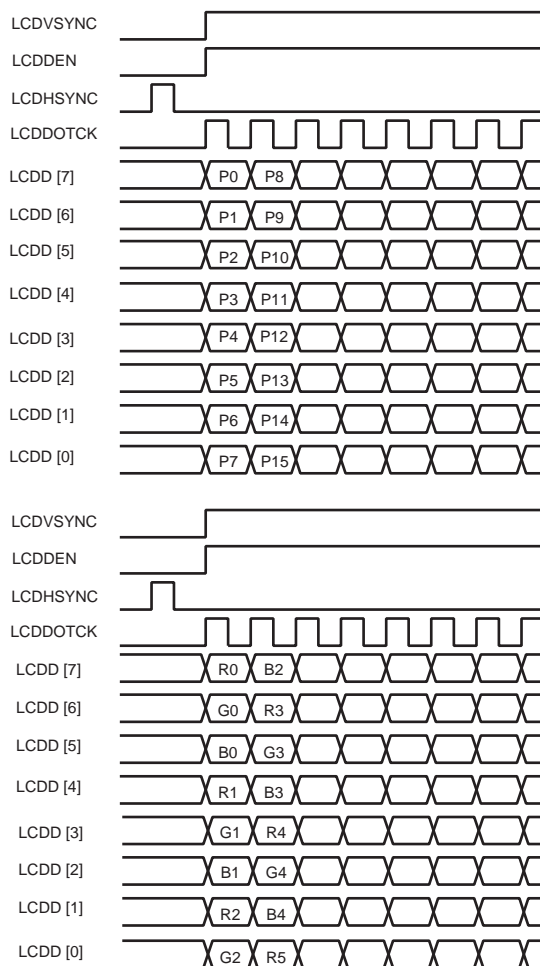 LCDVSYNC
LCDDEN
LCDHSYNC
LCDDOTCK
LCDD [7] P0 P8
LCDD [6] P1 P9
LCDD [5] P2 P10
LCDD [4] P3 P11
LCDD [3] P4 P12
LCDD [2] P5 P13
LCDD [1] P6 P14
LCDD [0] P7 P15
LCDVSYNC
LCDDEN
LCDHSYNC
LCDDOTCK
LCDD [7] R0 B2
LCDD [6] G0 R3
LCDD [5] B0 G3
LCDD [4] R1 B3
LCDD [3] G1 R4
LCDD [2] B1 G4
LCDD [1] R2 B4
LCDD [0] G2 R5